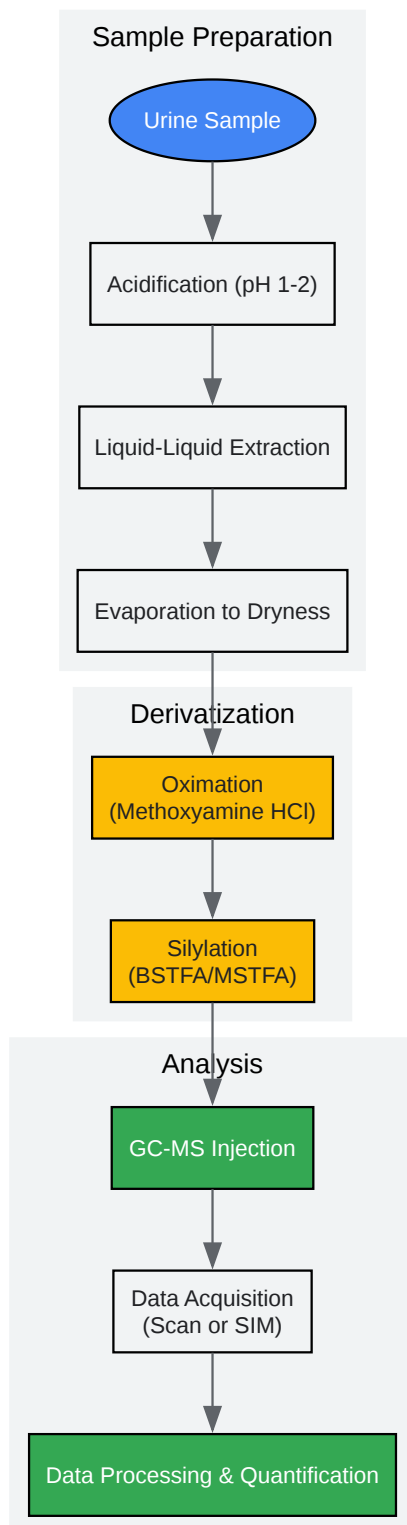 Sample Preparation
Urine Sample
Acidification (pH 1-2)
Liquid-Liquid Extraction
Evaporation to Dryness
Derivatization
Oximation
(Methoxyamine HCl)
Silylation
(BSTFA/MSTFA)
Analysis
GC-MS Injection
Data Acquisition
(Scan or SIM)
Data Processing & Quantification